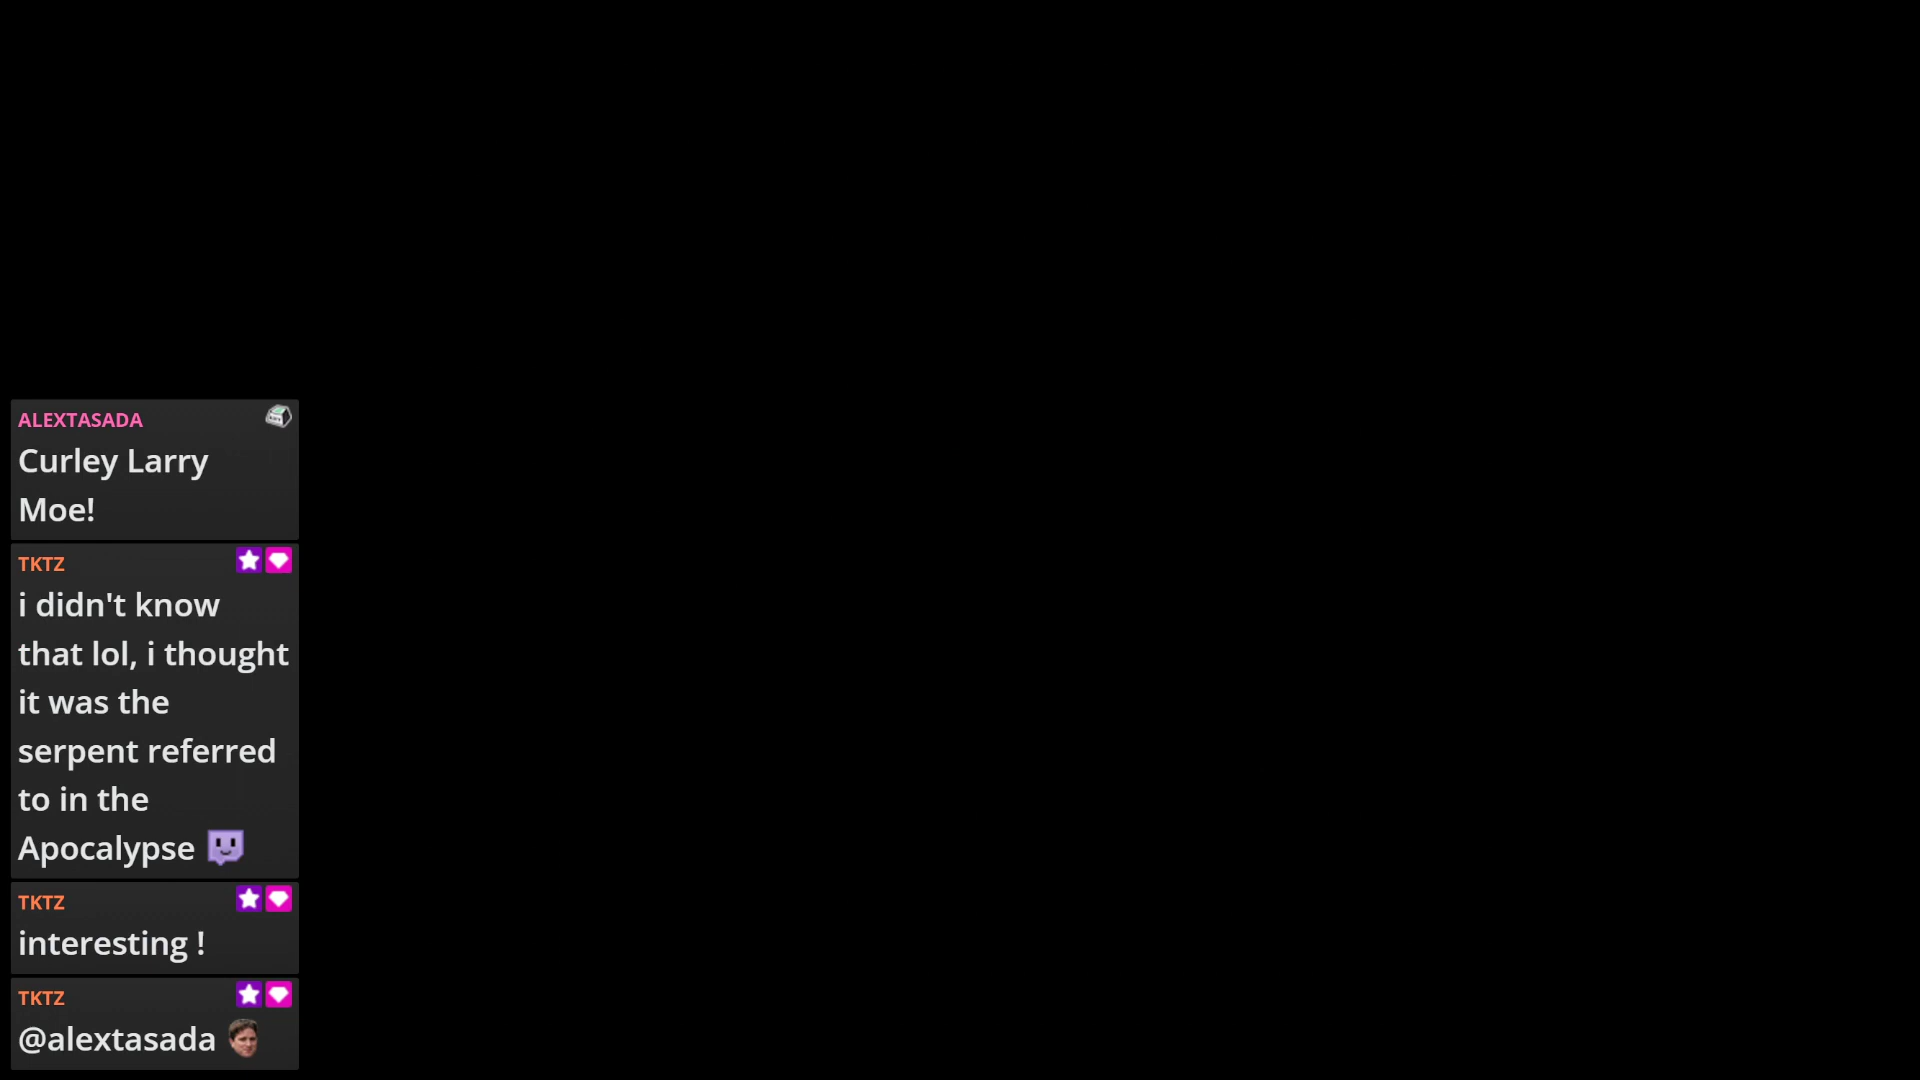 ALEXTASADA
Curley Larry
Moe!
TKTZ
i didn't know
that lol, i thought
it was the
serpent referred
to in the
Apocalypse
TKTZ
interesting !
TKTZ
@alextasada